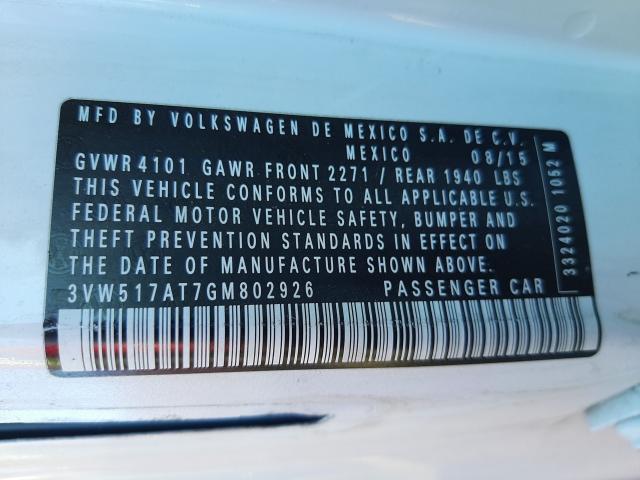 MFD BY VOLKSWAGEN DE MEXICO S.A. DE C.V.
MEXICO 08/15
GVWR 4101 GAWR FRONT 2271 / REAR 1940 LBS
THIS VEHICLE CONFORMS TO ALL APPLICABLE U.S.
FEDERAL MOTOR VEHICLE SAFETY, BUMPER AND
THEFT PREVENTION STANDARDS IN EFFECT ON
THE DATE OF MANUFACTURE SHOWN ABOVE.
3VW517AT7GM802926 PASSENGER CAR
3324020 1052 M